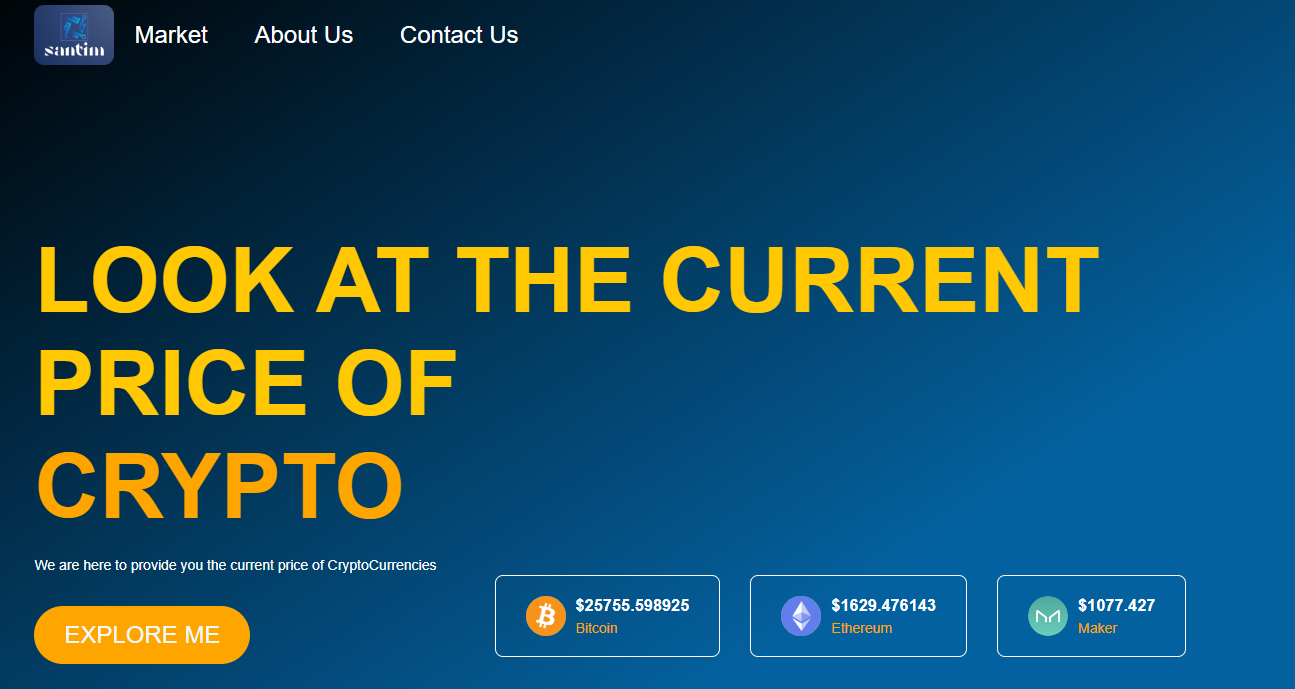 santim
Market
About Us
Contact Us
LOOK AT THE CURRENT
PRICE OF
CRYPTO
We are here to provide you the current price of CryptoCurrencies
EXPLORE ME
$25755.598925
Bitcoin
$1629.476143
Ethereum
$1077.427
Maker